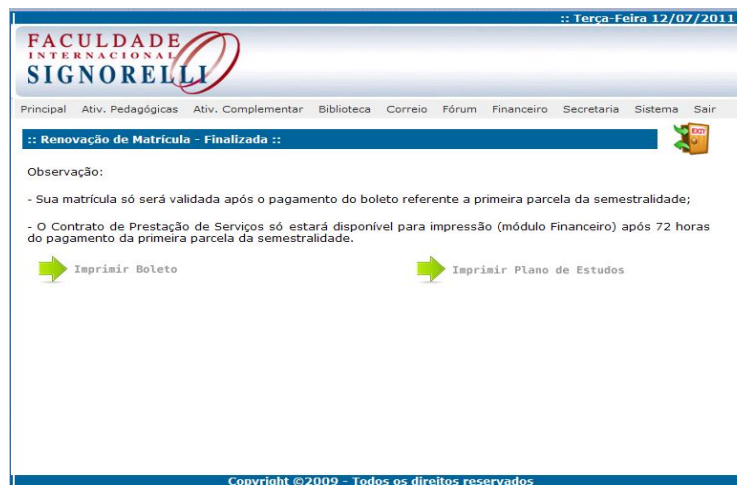 :: Terça-Feira 12/07/2011
FACULDADE
INTERNACIONAL
SIGNORELLI
Principal Ativ. Pedagógicas Ativ. Complementar Biblioteca Correio Fórum Financeiro Secretaria Sistema Sair
:: Renovação de Matrícula - Finalizada ::
EXIT
Observação:
- Sua matrícula só será validada após o pagamento do boleto referente a primeira parcela da semestralidade;
- O Contrato de Prestação de Serviços só estará disponível para impressão (módulo Financeiro) após 72 horas
do pagamento da primeira parcela da semestralidade.
Imprimir Boleto Imprimir Plano de Estudos
Copyright ©2009 - Todos os direitos reservados